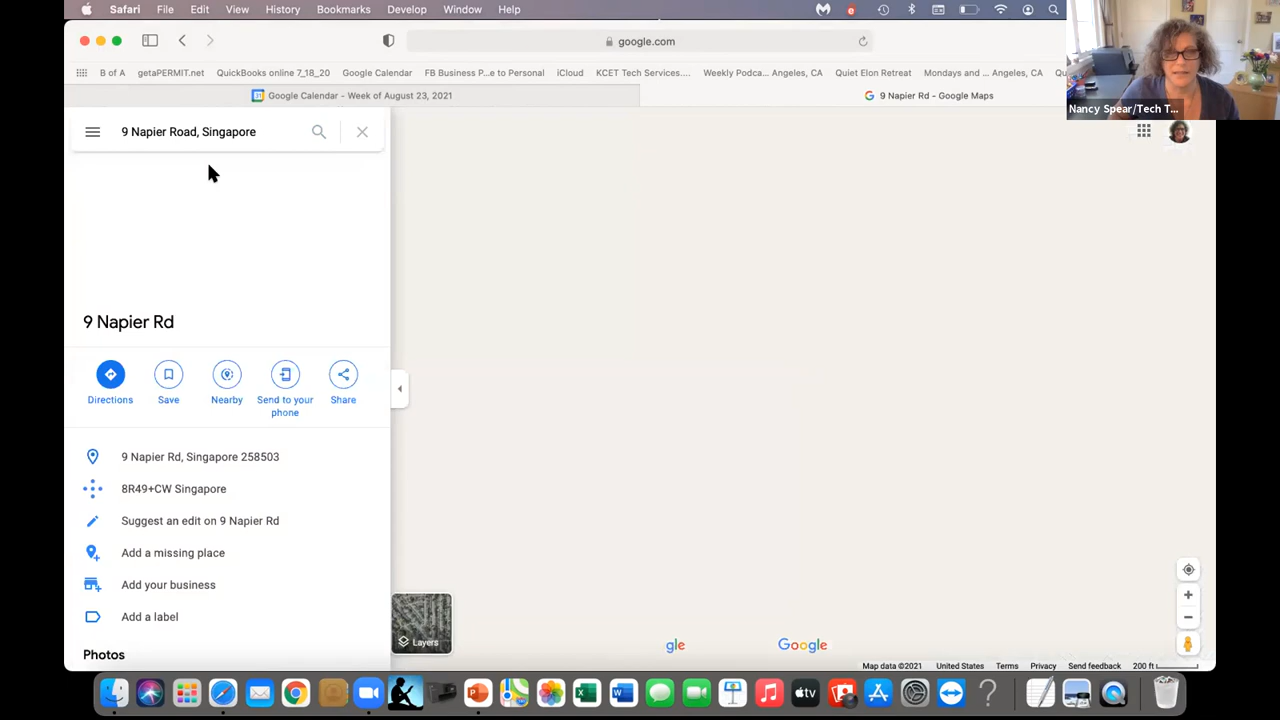 Safari File Edit View History Bookmarks Develop Window Help
google.com
B of A getaPERMIT.net QuickBooks online 7_18_20 Google Calendar FB Business P...e to Personal iCloud KCET Tech Services.... Weekly Podca... Angeles, CA Quiet Elon Retreat Mondays and ... Angeles, CA Qu
Google Calendar - Week of August 23, 2021
9 Napier Rd - Google Maps
Nancy Spear/Tech T...
9 Napier Road, Singapore
9 Napier Rd
Directions
Save
Nearby
Send to your
phone
Share
9 Napier Rd, Singapore 258503
8R49+CW Singapore
Suggest an edit on 9 Napier Rd
Add a missing place
Add your business
Add a label
Photos
Layers
gle
Google
Map data ©2021 United States Terms Privacy Send feedback 200 ft
tv